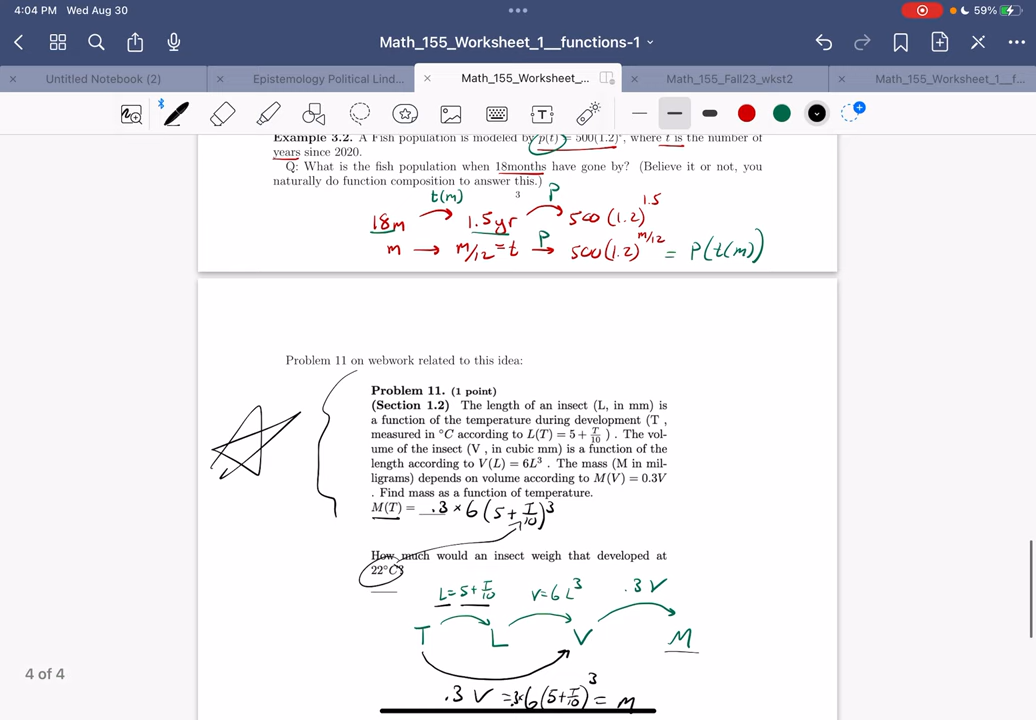 4:04 PM Wed Aug 30
59%
Math_155_Worksheet_1__functions-1
Untitled Notebook (2)
Epistemology Political Lind...
Math_155_Worksheet_...
Math_155_Fall23_wkst2
Math_155_Worksheet_1__f...
Example 3.2. A Fish population is modeled by p(t) = 500(1.2)ᵗ, where t is the number of
years since 2020.
Q: What is the fish population when 18months have gone by? (Believe it or not, you
naturally do function composition to answer this.)
3
t(m) P
18m → 1.5yr → 500(1.2)^1.5
P
m → m/12 = t → 500(1.2)^m/12 = P(t(m))
Problem 11 on webwork related to this idea:
Problem 11. (1 point)
(Section 1.2) The length of an insect (L, in mm) is
a function of the temperature during development (T ,
measured in °C according to L(T) = 5 + T/10 ). The vol-
ume of the insect (V , in cubic mm) is a function of the
length according to V(L) = 6L³ . The mass (M in mil-
ligrams) depends on volume according to M(V) = 0.3V
. Find mass as a function of temperature.
M(T) = .3 × 6 (5 + T/10)³
How much would an insect weigh that developed at
22°C?
L = 5 + T/10 V = 6L³ .3 V
T L V M
.3 V = .3×6(5+T/10)³ = M
4 of 4